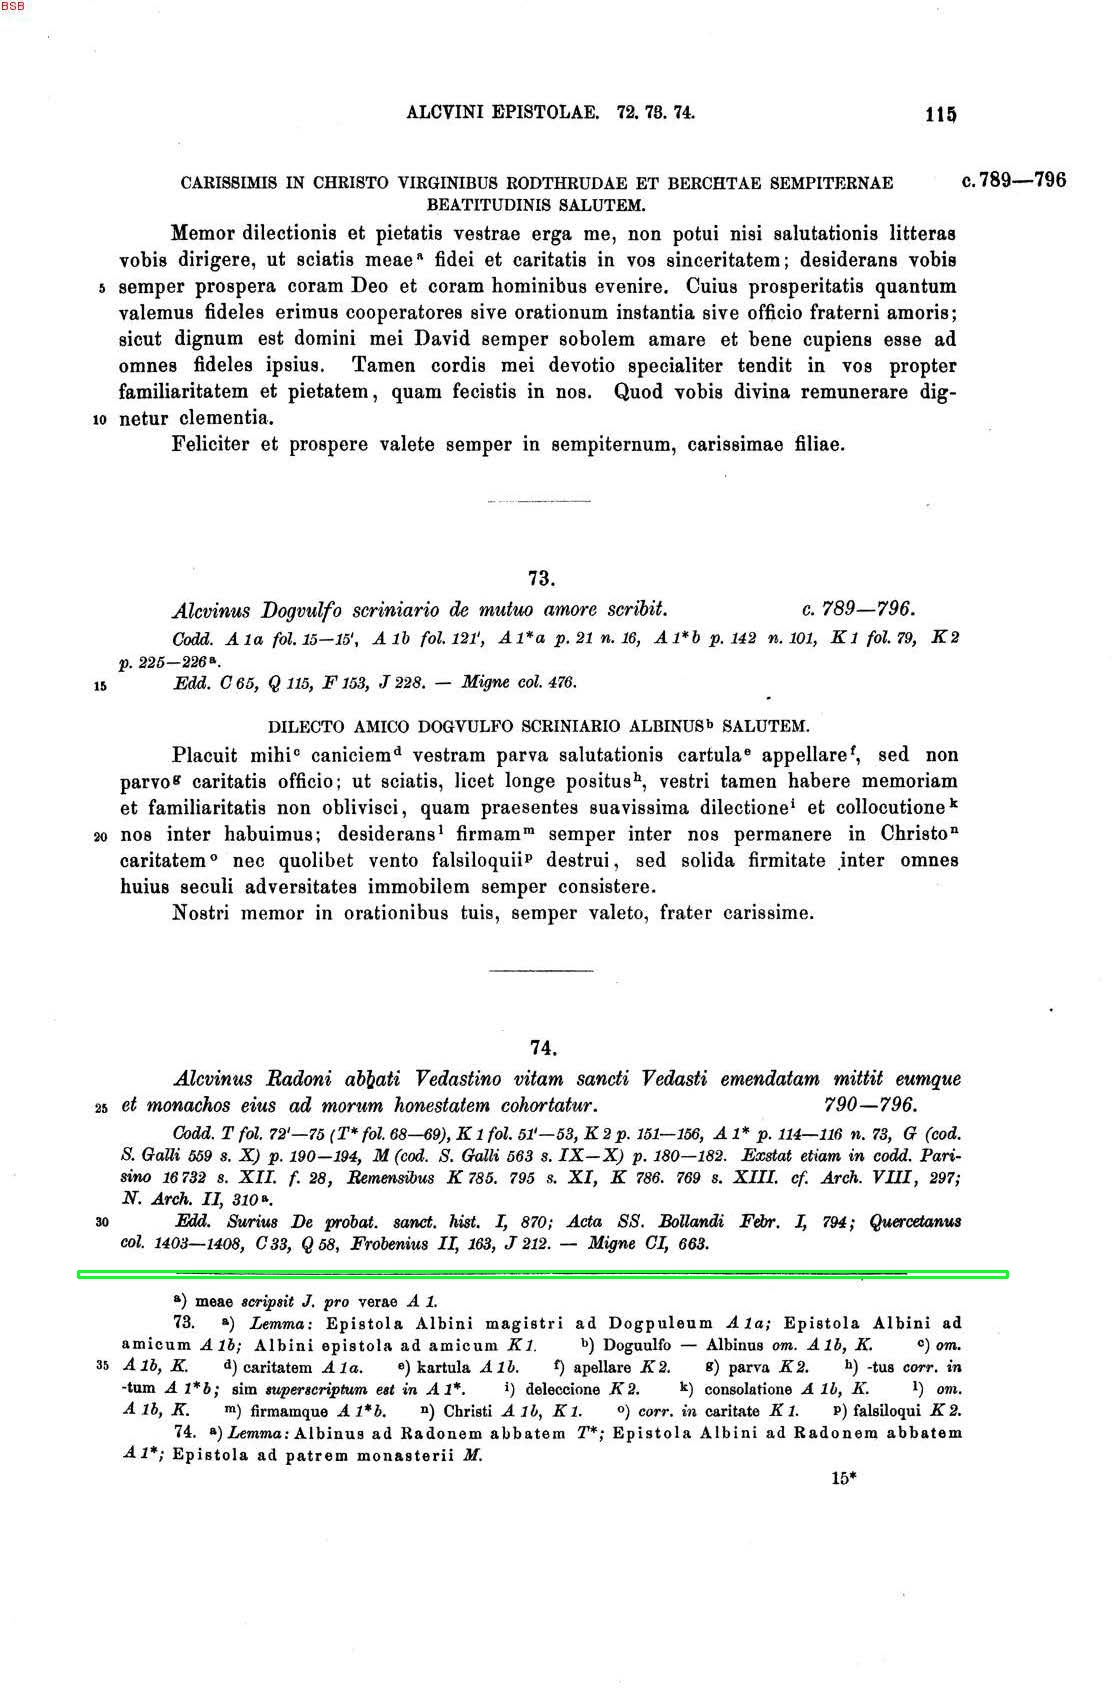 BSB
ALCVINI EPISTOLAE. 72. 73. 74. 115
CARISSIMIS IN CHRISTO VIRGINIBUS RODTHRUDAE ET BERCHTAE SEMPITERNAE c. 789—796
BEATITUDINIS SALUTEM.
Memor dilectionis et pietatis vestrae erga me, non potui nisi salutationis litteras
vobis dirigere, ut sciatis meaeᵃ fidei et caritatis in vos sinceritatem; desiderans vobis
5 semper prospera coram Deo et coram hominibus evenire. Cuius prosperitatis quantum
valemus fideles erimus cooperatores sive orationum instantia sive officio fraterni amoris;
sicut dignum est domini mei David semper sobolem amare et bene cupiens esse ad
omnes fideles ipsius. Tamen cordis mei devotio specialiter tendit in vos propter
familiaritatem et pietatem, quam fecistis in nos. Quod vobis divina remunerare dig-
10 netur clementia.
Feliciter et prospere valete semper in sempiternum, carissimae filiae.
73.
Alcvinus Dogvulfo scriniario de mutuo amore scribit. c. 789—796.
Codd. A 1a fol. 15—15', A 1b fol. 121', A 1*a p. 21 n. 16, A 1*b p. 142 n. 101, K 1 fol. 79, K 2
p. 225—226ᵃ.
15 Edd. C 65, Q 115, F 153, J 228. — Migne col. 476.
DILECTO AMICO DOGVULFO SCRINIARIO ALBINUSᵇ SALUTEM.
Placuit mihiᶜ caniciemᵈ vestram parva salutationis cartulaᵉ appellareᶠ, sed non
parvoᵍ caritatis officio; ut sciatis, licet longe positusʰ, vestri tamen habere memoriam
et familiaritatis non oblivisci, quam praesentes suavissima dilectioneⁱ et collocutioneᵏ
20 nos inter habuimus; desideransˡ firmamᵐ semper inter nos permanere in Christoⁿ
caritatemᵒ nec quolibet vento falsiloquiiᵖ destrui, sed solida firmitate inter omnes
huius seculi adversitates immobilem semper consistere.
Nostri memor in orationibus tuis, semper valeto, frater carissime.
74.
Alcvinus Radoni abbati Vedastino vitam sancti Vedasti emendatam mittit eumque
25 et monachos eius ad morum honestatem cohortatur. 790—796.
Codd. T fol. 72'—75 (T* fol. 68—69), K 1 fol. 51'—53, K 2 p. 151—156, A 1* p. 114—116 n. 73, G (cod.
S. Galli 559 s. X) p. 190—194, M (cod. S. Galli 563 s. IX—X) p. 180—182. Exstat etiam in codd. Pari-
sino 16732 s. XII. f. 28, Remensibus K 785. 795 s. XI, K 786. 769 s. XIII. cf. Arch. VIII, 297;
N. Arch. II, 310ᵃ.
30 Edd. Surius De probat. sanct. hist. I, 870; Acta SS. Bollandi Febr. I, 794; Quercetanus
col. 1403—1408, C 33, Q 58, Frobenius II, 163, J 212. — Migne CI, 663.
ᵃ) meae scripsit J. pro verae A 1.
73. ᵃ) Lemma: Epistola Albini magistri ad Dogpuleum A 1a; Epistola Albini ad
amicum A 1b; Albini epistola ad amicum K 1. ᵇ) Doguulfo — Albinus om. A 1b, K. ᶜ) om.
35 A 1b, K. ᵈ) caritatem A 1a. ᵉ) kartula A 1b. ᶠ) apellare K 2. ᵍ) parva K 2. ʰ) -tus corr. in
-tum A 1*b; sim superscriptum est in A 1*. ⁱ) deleccione K 2. ᵏ) consolatione A 1b, K. ˡ) om.
A 1b, K. ᵐ) firmamque A 1*b. ⁿ) Christi A 1b, K 1. ᵒ) corr. in caritate K 1. ᵖ) falsiloqui K 2.
74. ᵃ) Lemma: Albinus ad Radonem abbatem T*; Epistola Albini ad Radonem abbatem
A 1*; Epistola ad patrem monasterii M.
15*